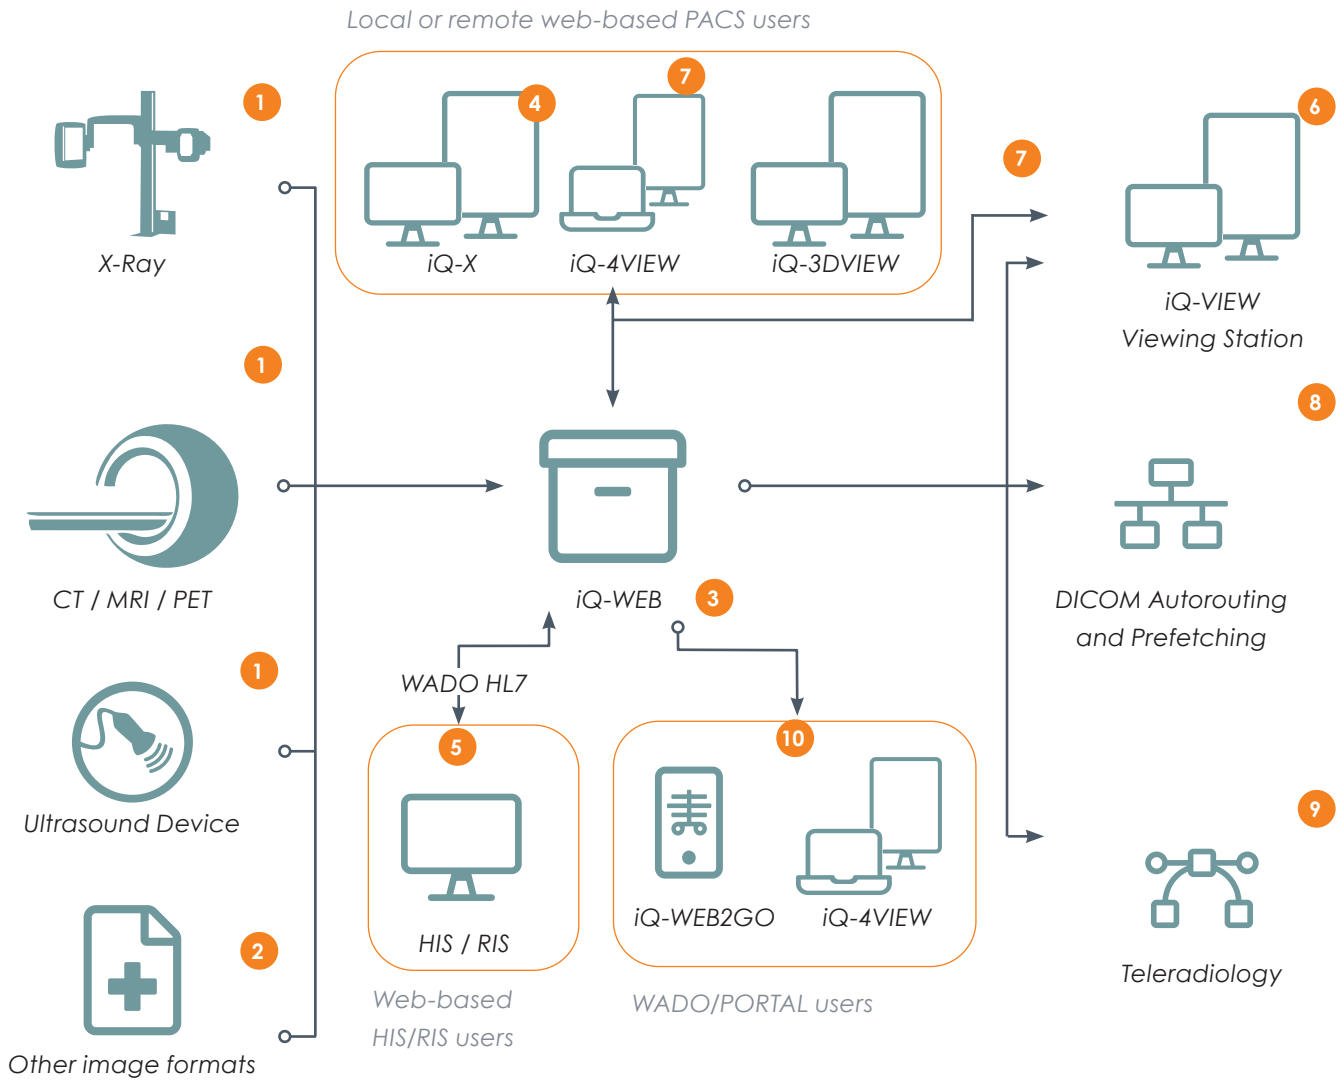 Local or remote web-based PACS users
1
7
4
6
7
X-Ray
iQ-X
iQ-4VIEW
iQ-3DVIEW
iQ-VIEW
Viewing Station
1
8
CT / MRI / PET
iQ-WEB
3
DICOM Autorouting
and Prefetching
1
WADO HL7
5
10
Ultrasound Device
9
2
HIS / RIS
iQ-WEB2GO
iQ-4VIEW
Teleradiology
Web-based
HIS/RIS users
WADO/PORTAL users
Other image formats